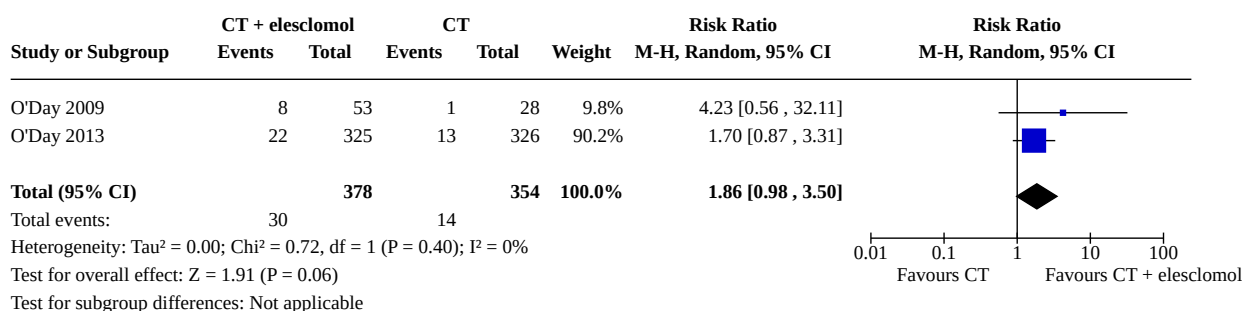 CT + elesclomol CT Risk Ratio Risk Ratio
Study or Subgroup Events Total Events Total Weight M-H, Random, 95% CI M-H, Random, 95% CI
O'Day 2009 8 53 1 28 9.8% 4.23 [0.56 , 32.11]
O'Day 2013 22 325 13 326 90.2% 1.70 [0.87 , 3.31]
Total (95% CI) 378 354 100.0% 1.86 [0.98 , 3.50]
Total events: 30 14
Heterogeneity: Tau² = 0.00; Chi² = 0.72, df = 1 (P = 0.40); I² = 0%
0.01 0.1 1 10 100
Test for overall effect: Z = 1.91 (P = 0.06) Favours CT Favours CT + elesclomol
Test for subgroup differences: Not applicable